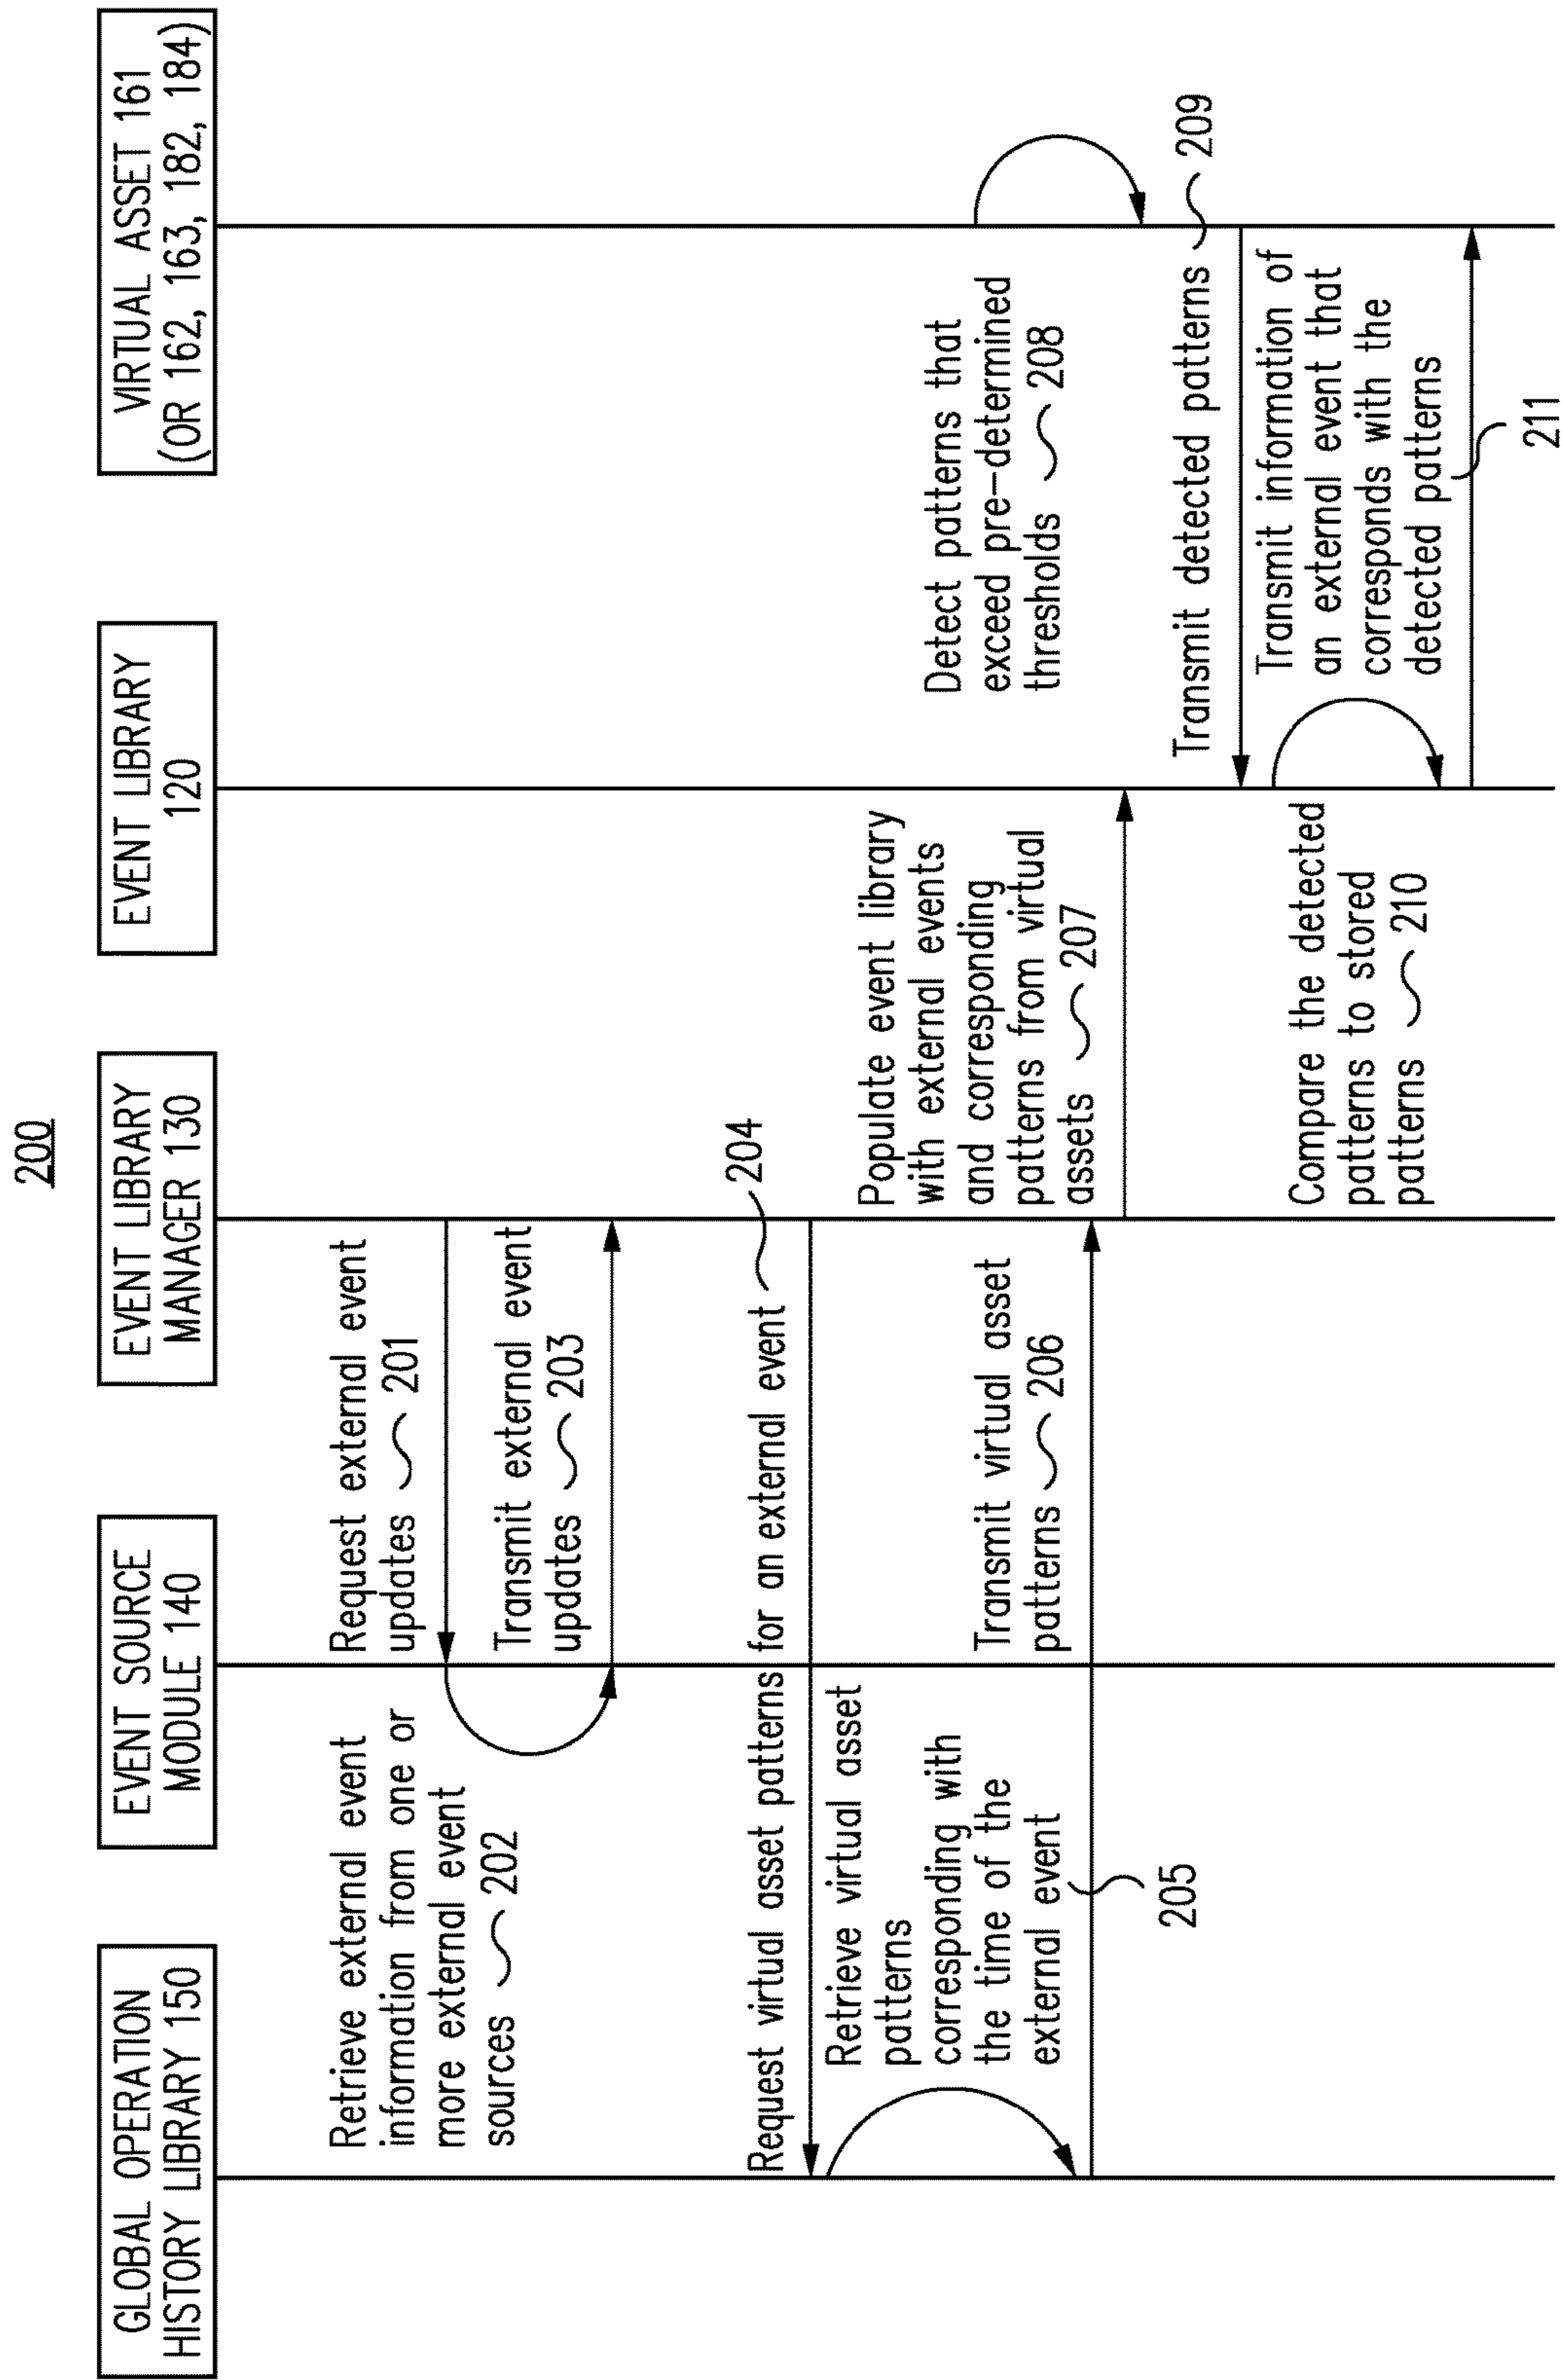 200
GLOBAL OPERATION
HISTORY LIBRARY 150
EVENT SOURCE
MODULE 140
EVENT LIBRARY
MANAGER 130
EVENT LIBRARY
120
VIRTUAL ASSET 161
(OR 162, 163, 182, 184)
Request external event
updates 201
Retrieve external event
information from one or
more external event
sources 202
Transmit external event
updates 203
Request virtual asset patterns for an external event 204
Retrieve virtual asset
patterns
corresponding with
the time of the
external event
205
Transmit virtual asset
patterns 206
Populate event library
with external events
and corresponding
patterns from virtual
assets 207
Detect patterns that
exceed pre-determined
thresholds 208
Transmit detected patterns 209
Compare the detected
patterns to stored
patterns 210
Transmit information of
an external event that
corresponds with the
detected patterns
211